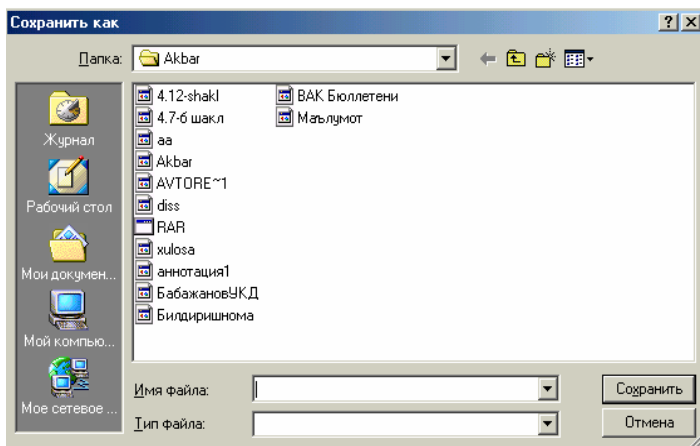 Сохранить как
Папка: Akbar
Журнал
Рабочий стол
Мои докумен...
Мой компью...
Мое сетевое ...
4.12-shakl
4.7-б шакл
aa
Akbar
AVTORE~1
diss
RAR
xulosa
аннотация1
БабажановУКД
Билдиришнома
ВАК Бюллетени
Маълумот
Имя файла:
Сохранить
Тип файла:
Отмена